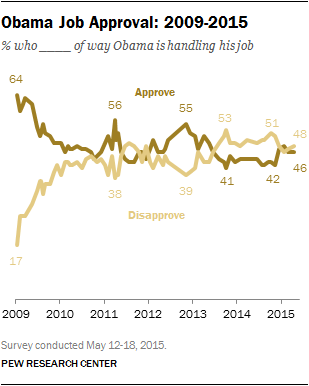 Obama Job Approval: 2009-2015
% who _____ of way Obama is handling his job
64
Approve
56
55
53
51
48
46
42
41
39
38
Disapprove
17
2009 2010 2011 2012 2013 2014 2015
Survey conducted May 12-18, 2015.
PEW RESEARCH CENTER